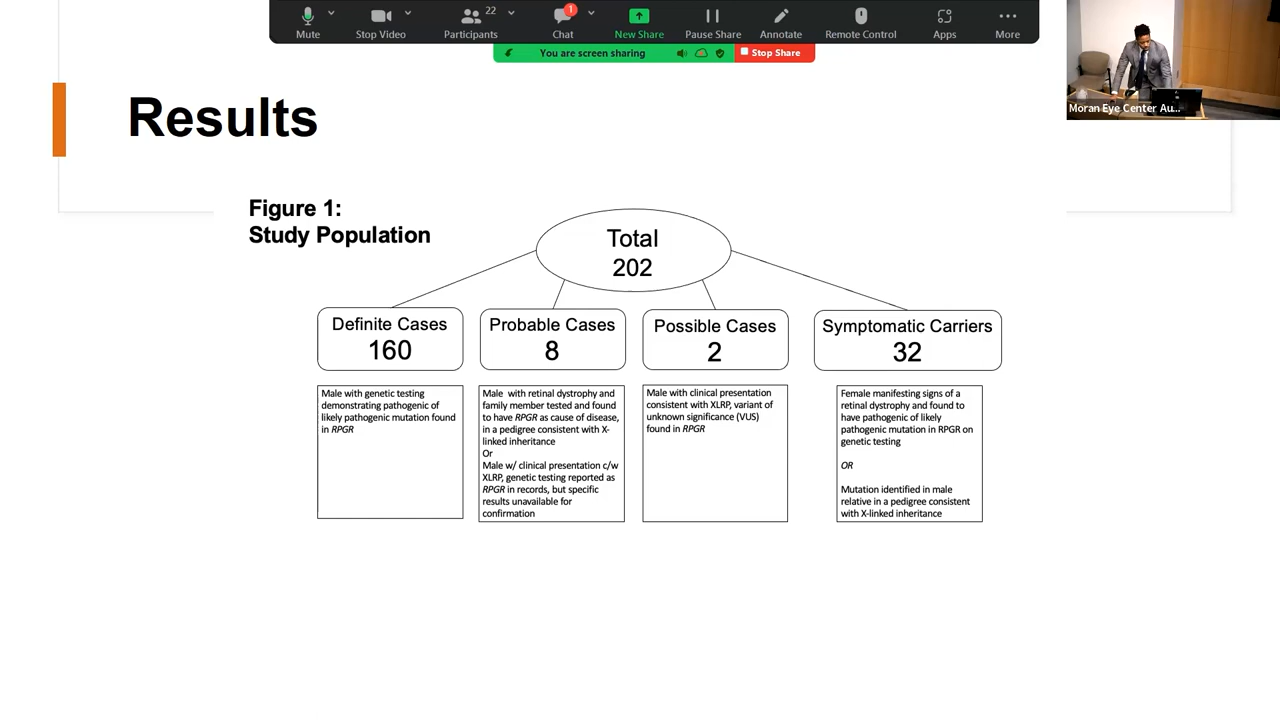 Mute
Stop Video
22
Participants
1
Chat
New Share
Pause Share
Annotate
Remote Control
Apps
More
You are screen sharing
Stop Share
Moran Eye Center Au...
Results
Figure 1:
Study Population
Total
202
Definite Cases
160
Probable Cases
8
Possible Cases
2
Symptomatic Carriers
32
Male with genetic testing
demonstrating pathogenic of
likely pathogenic mutation found
in RPGR
Male with retinal dystrophy and
family member tested and found
to have RPGR as cause of disease,
in a pedigree consistent with X-
linked inheritance
Or
Male w/ clinical presentation c/w
XLRP, genetic testing reported as
RPGR in records, but specific
results unavailable for
confirmation
Male with clinical presentation
consistent with XLRP, variant of
unknown significance (VUS)
found in RPGR
Female manifesting signs of a
retinal dystrophy and found to
have pathogenic of likely
pathogenic mutation in RPGR on
genetic testing
OR
Mutation identified in male
relative in a pedigree consistent
with X-linked inheritance